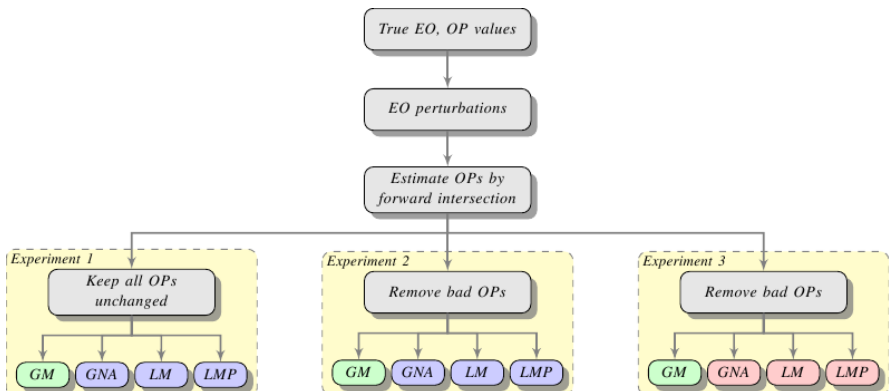 True EO, OP values
EO perturbations
Estimate OPs by
forward intersection
Experiment 1
Keep all OPs
unchanged
GM GNA LM LMP
Experiment 2
Remove bad OPs
GM GNA LM LMP
Experiment 3
Remove bad OPs
GM GNA LM LMP